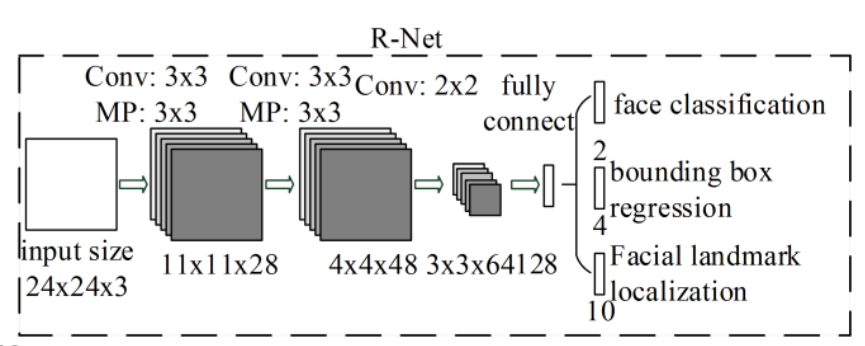 R-Net
Conv: 3x3
MP: 3x3
Conv: 3x3
MP: 3x3
Conv: 2x2
fully
connect
input size
24x24x3
11x11x28
4x4x48
3x3x64
128
face classification
2
bounding box
regression
4
Facial landmark
localization
10